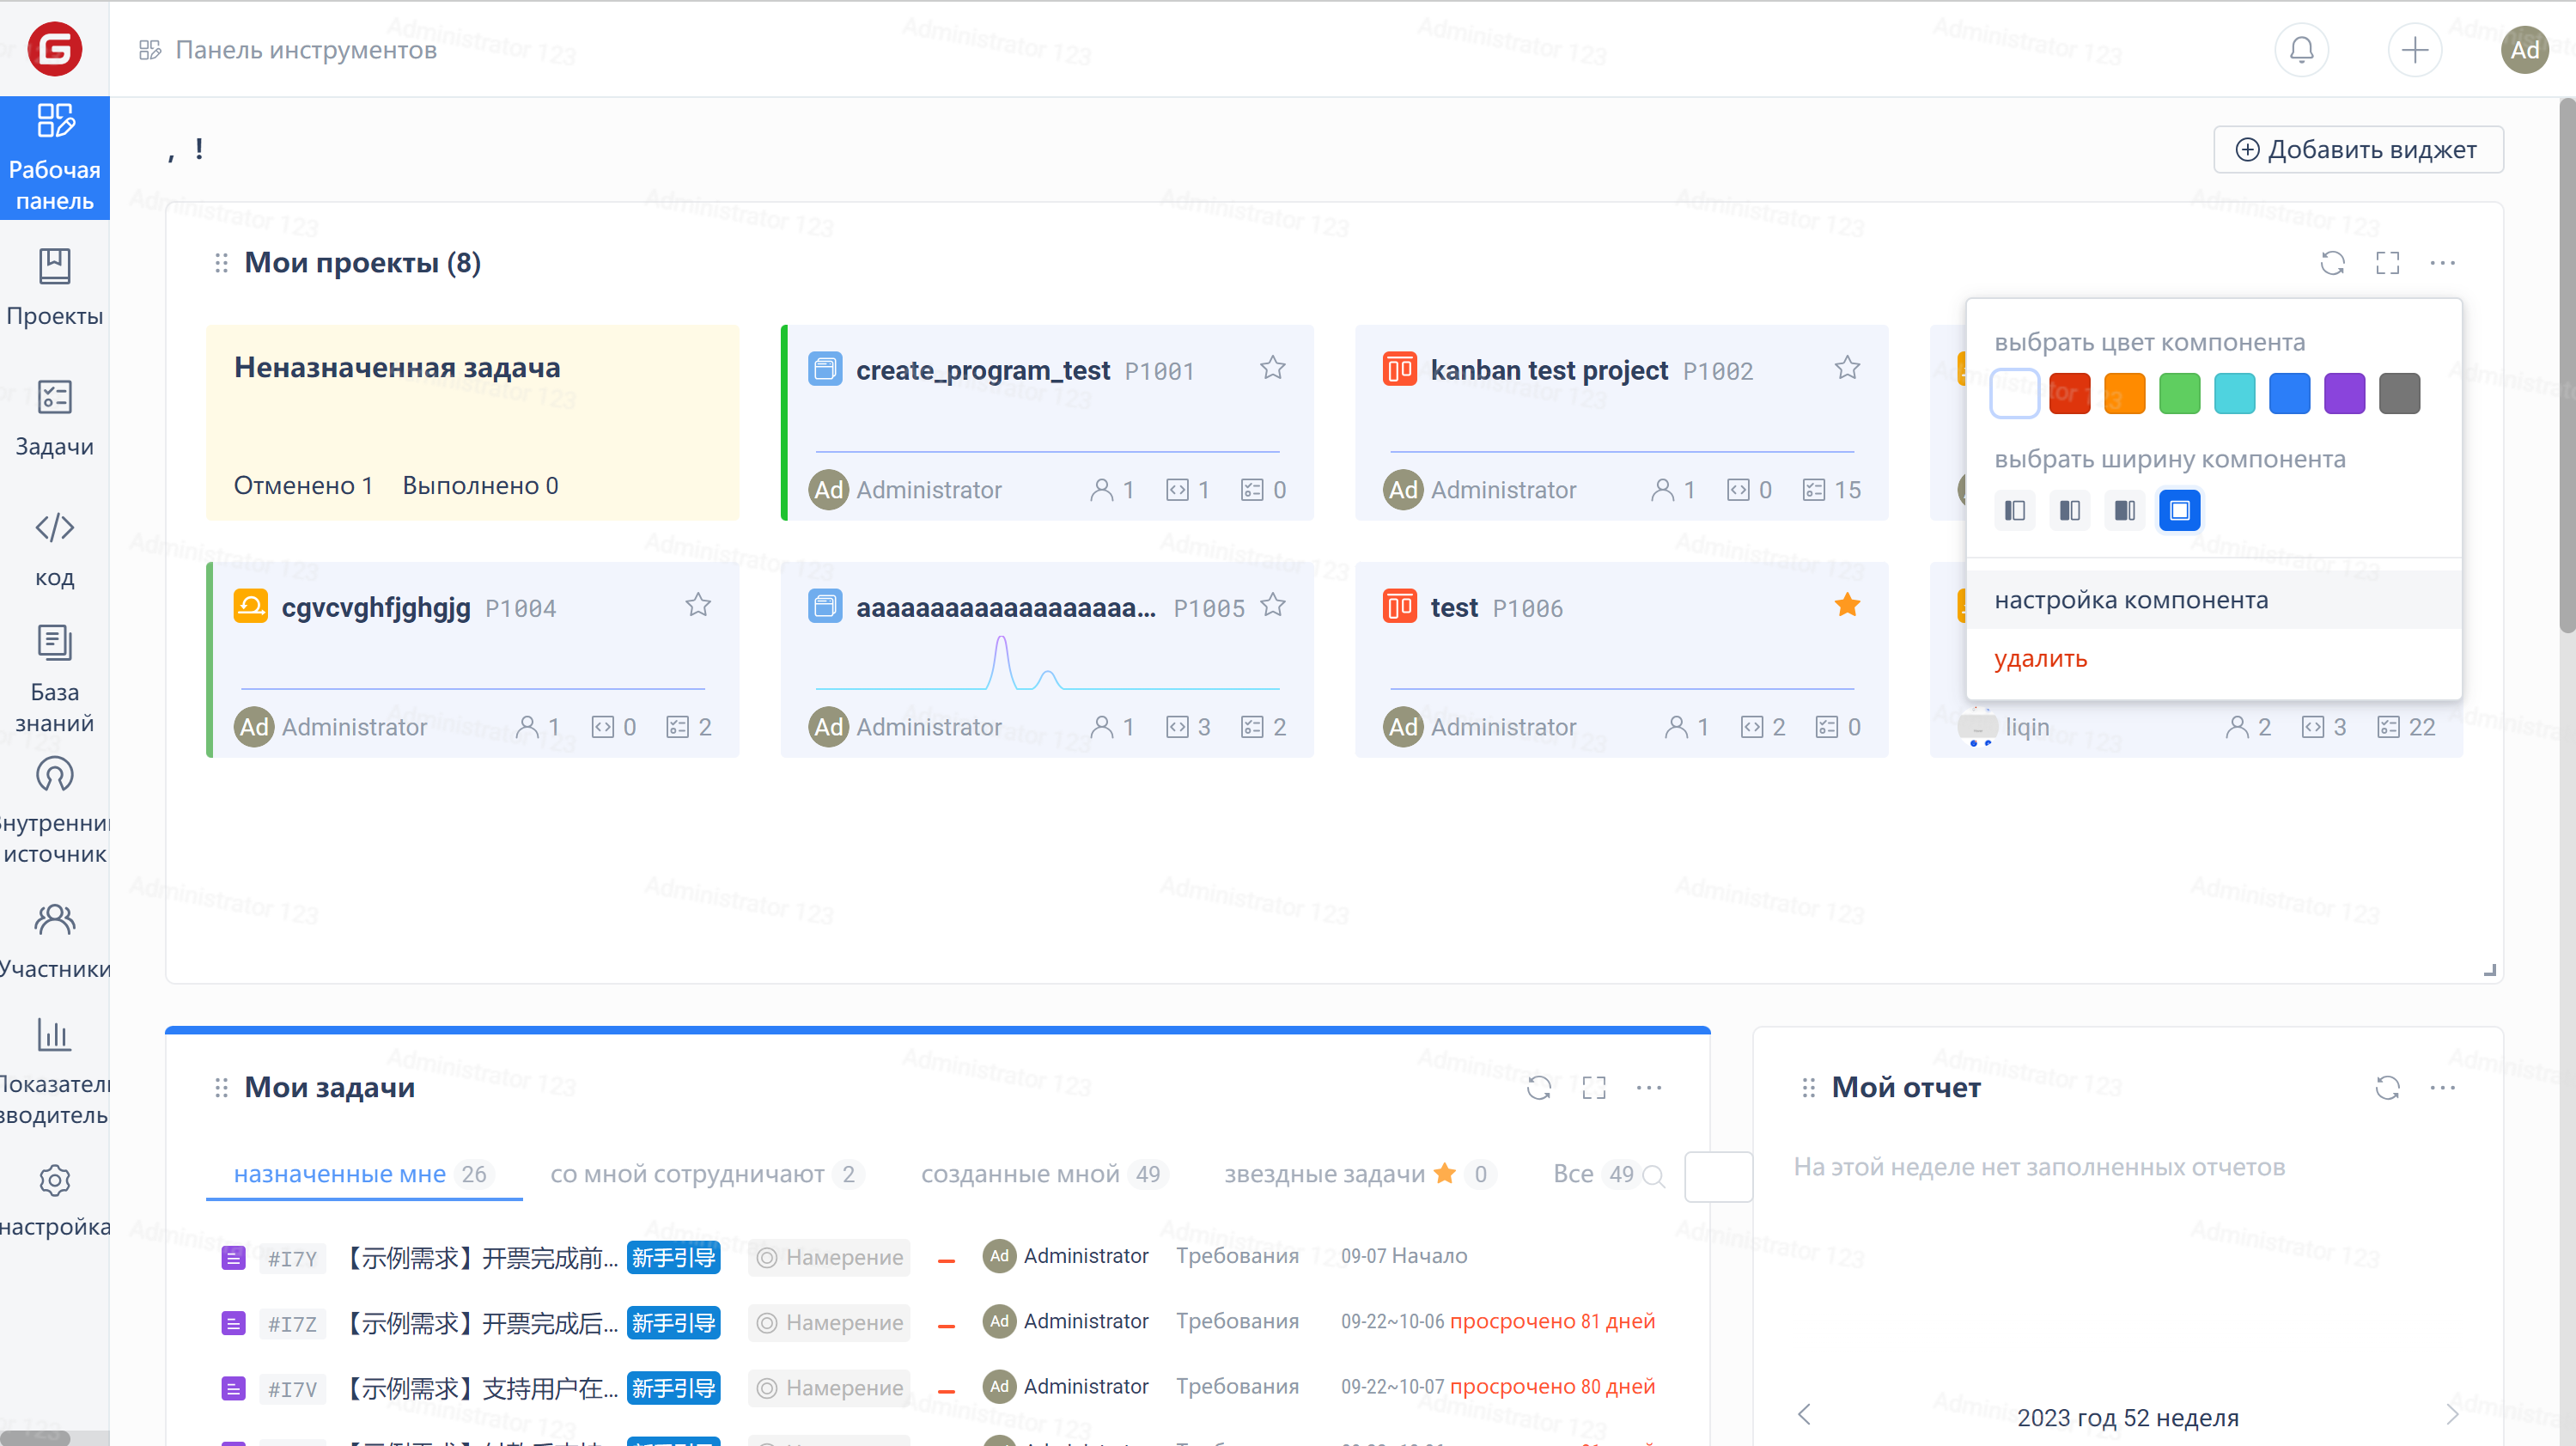 Панель инструментов
Ad
Рабочая панель
Проекты
Задачи
код
База знаний
источник
Участники
настройка
, !
Добавить виджет
Мои проекты (8)
Неназначенная задача
Отменено 1 Выполнено 0
create_program_test P1001
Ad Administrator 1 1 0
kanban test project P1002
Ad Administrator 1 0 15
выбрать цвет компонента
выбрать ширину компонента
настройка компонента
удалить
cgvcvghfjghgjg P1004
Ad Administrator 1 0 2
aaaaaaaaaaaaaaaaaaa... P1005
Ad Administrator 1 3 2
test P1006
Ad Administrator 1 2 0
liqin 2 3 22
Мои задачи
назначенные мне 26 со мной сотрудничают 2 созданные мной 49 звездные задачи 0 Все 49
#I7Y 【示例需求】开票完成前... 新手引导 Намерение Ad Administrator Требования 09-07 Начало
#I7Z 【示例需求】开票完成后... 新手引导 Намерение Ad Administrator Требования 09-22~10-06 просрочено 81 дней
#I7V 【示例需求】支持用户在... 新手引导 Намерение Ad Administrator Требования 09-22~10-07 просрочено 80 дней
Мой отчет
На этой неделе нет заполненных отчетов
2023 год 52 неделя
Administrator 123